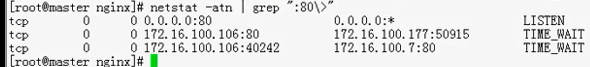 [root@master nginx]# netstat -atn | grep ":80\>"
tcp 0 0 0.0.0.0:80 0.0.0.0:* LISTEN
tcp 0 0 172.16.100.106:80 172.16.100.177:50915 TIME_WAIT
tcp 0 0 172.16.100.106:40242 172.16.100.7:80 TIME_WAIT
[root@master nginx]#